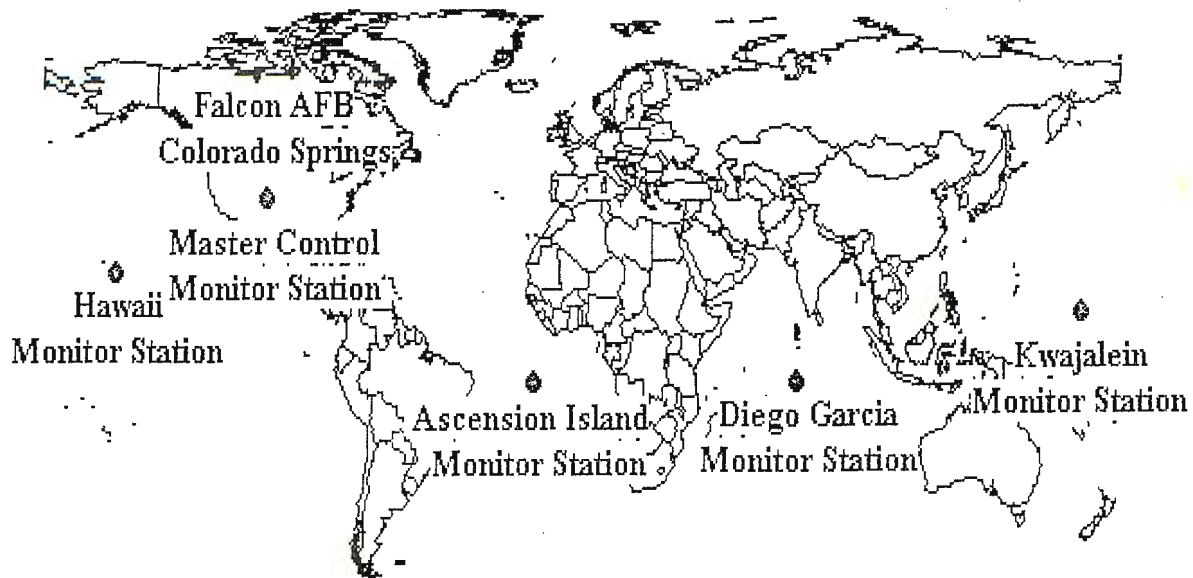 Falcon AFB
Colorado Springs
Master Control
Monitor Station
Hawaii
Monitor Station
Ascension Island
Monitor Station
Diego Garcia
Monitor Station
Kwajalein
Monitor Station